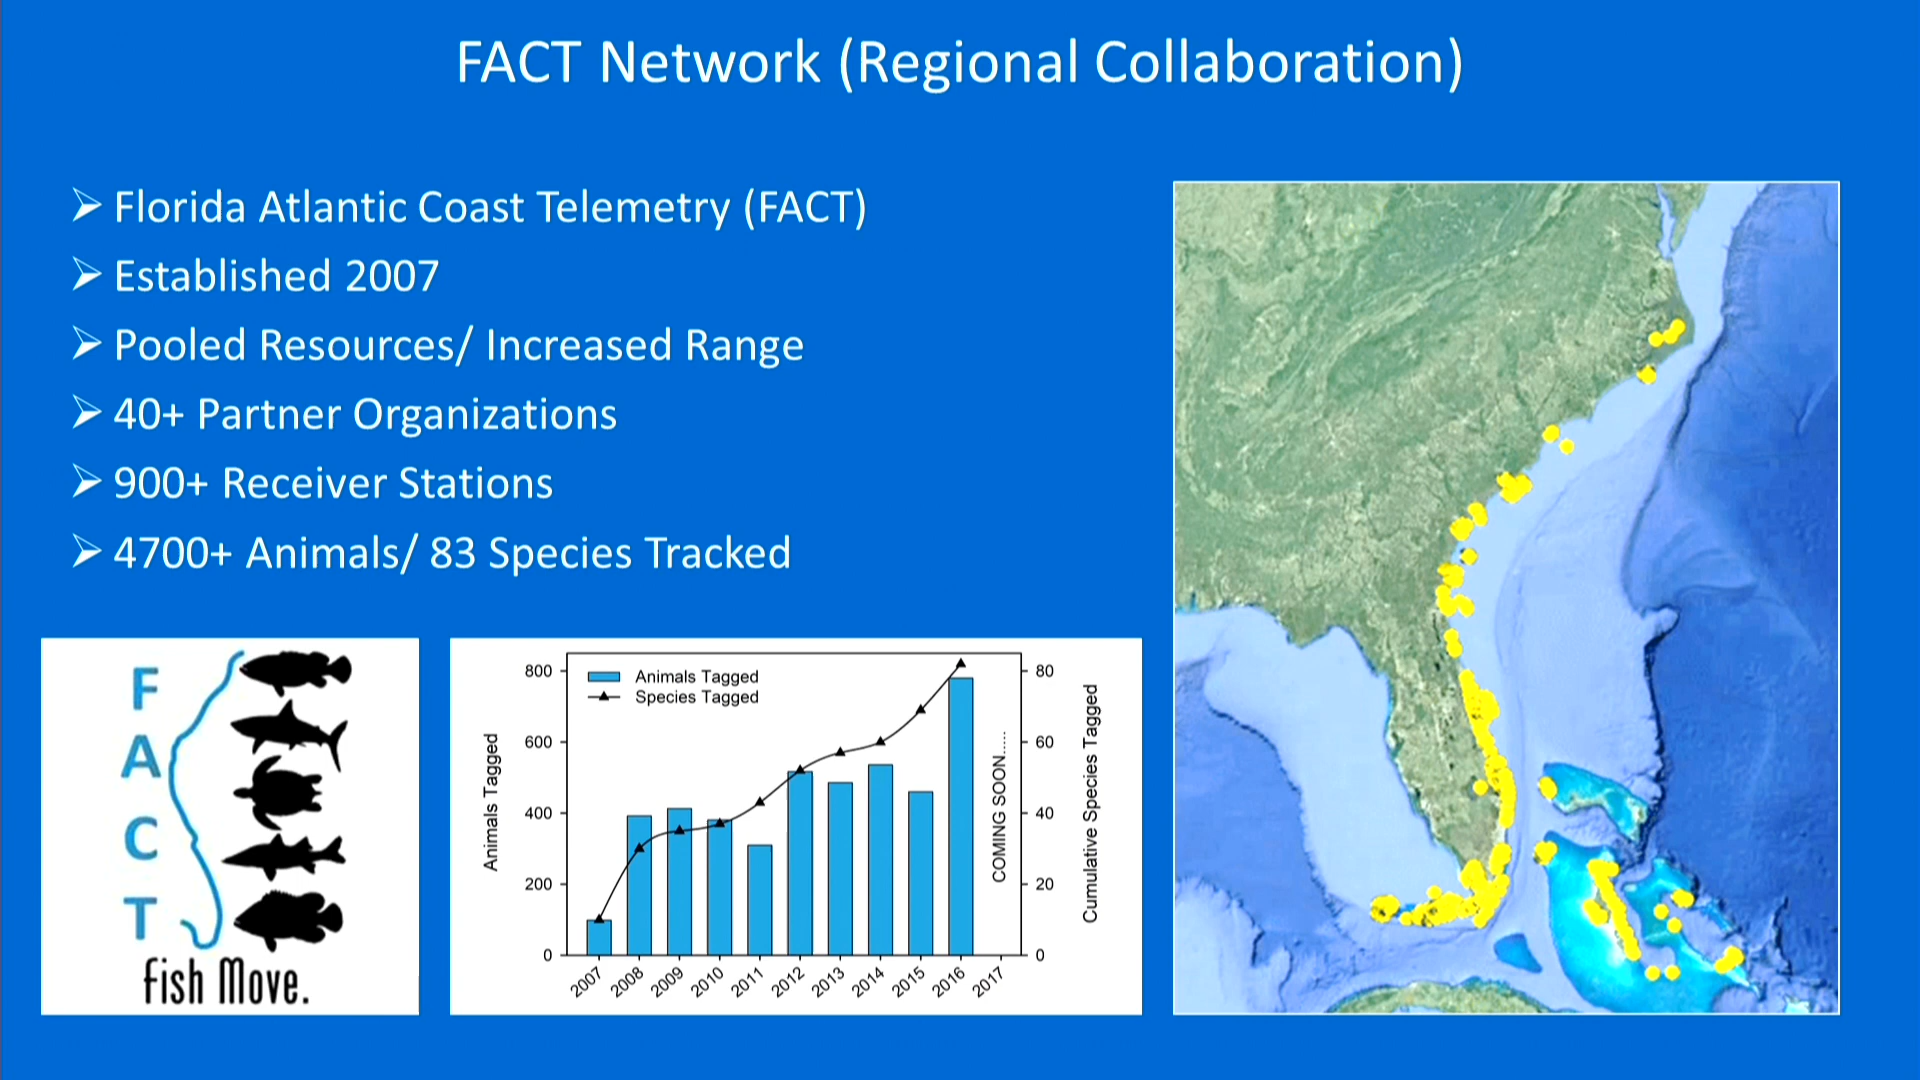 FACT Network (Regional Collaboration)
Florida Atlantic Coast Telemetry (FACT)
Established 2007
Pooled Resources/ Increased Range
40+ Partner Organizations
900+ Receiver Stations
4700+ Animals/ 83 Species Tracked
F
A
C
T
fish Move.
Animals Tagged
Species Tagged
800
600
400
200
0
Animals Tagged
80
60
40
20
0
Cumulative Species Tagged
COMING SOON.....
2007
2008
2009
2010
2011
2012
2013
2014
2015
2016
2017